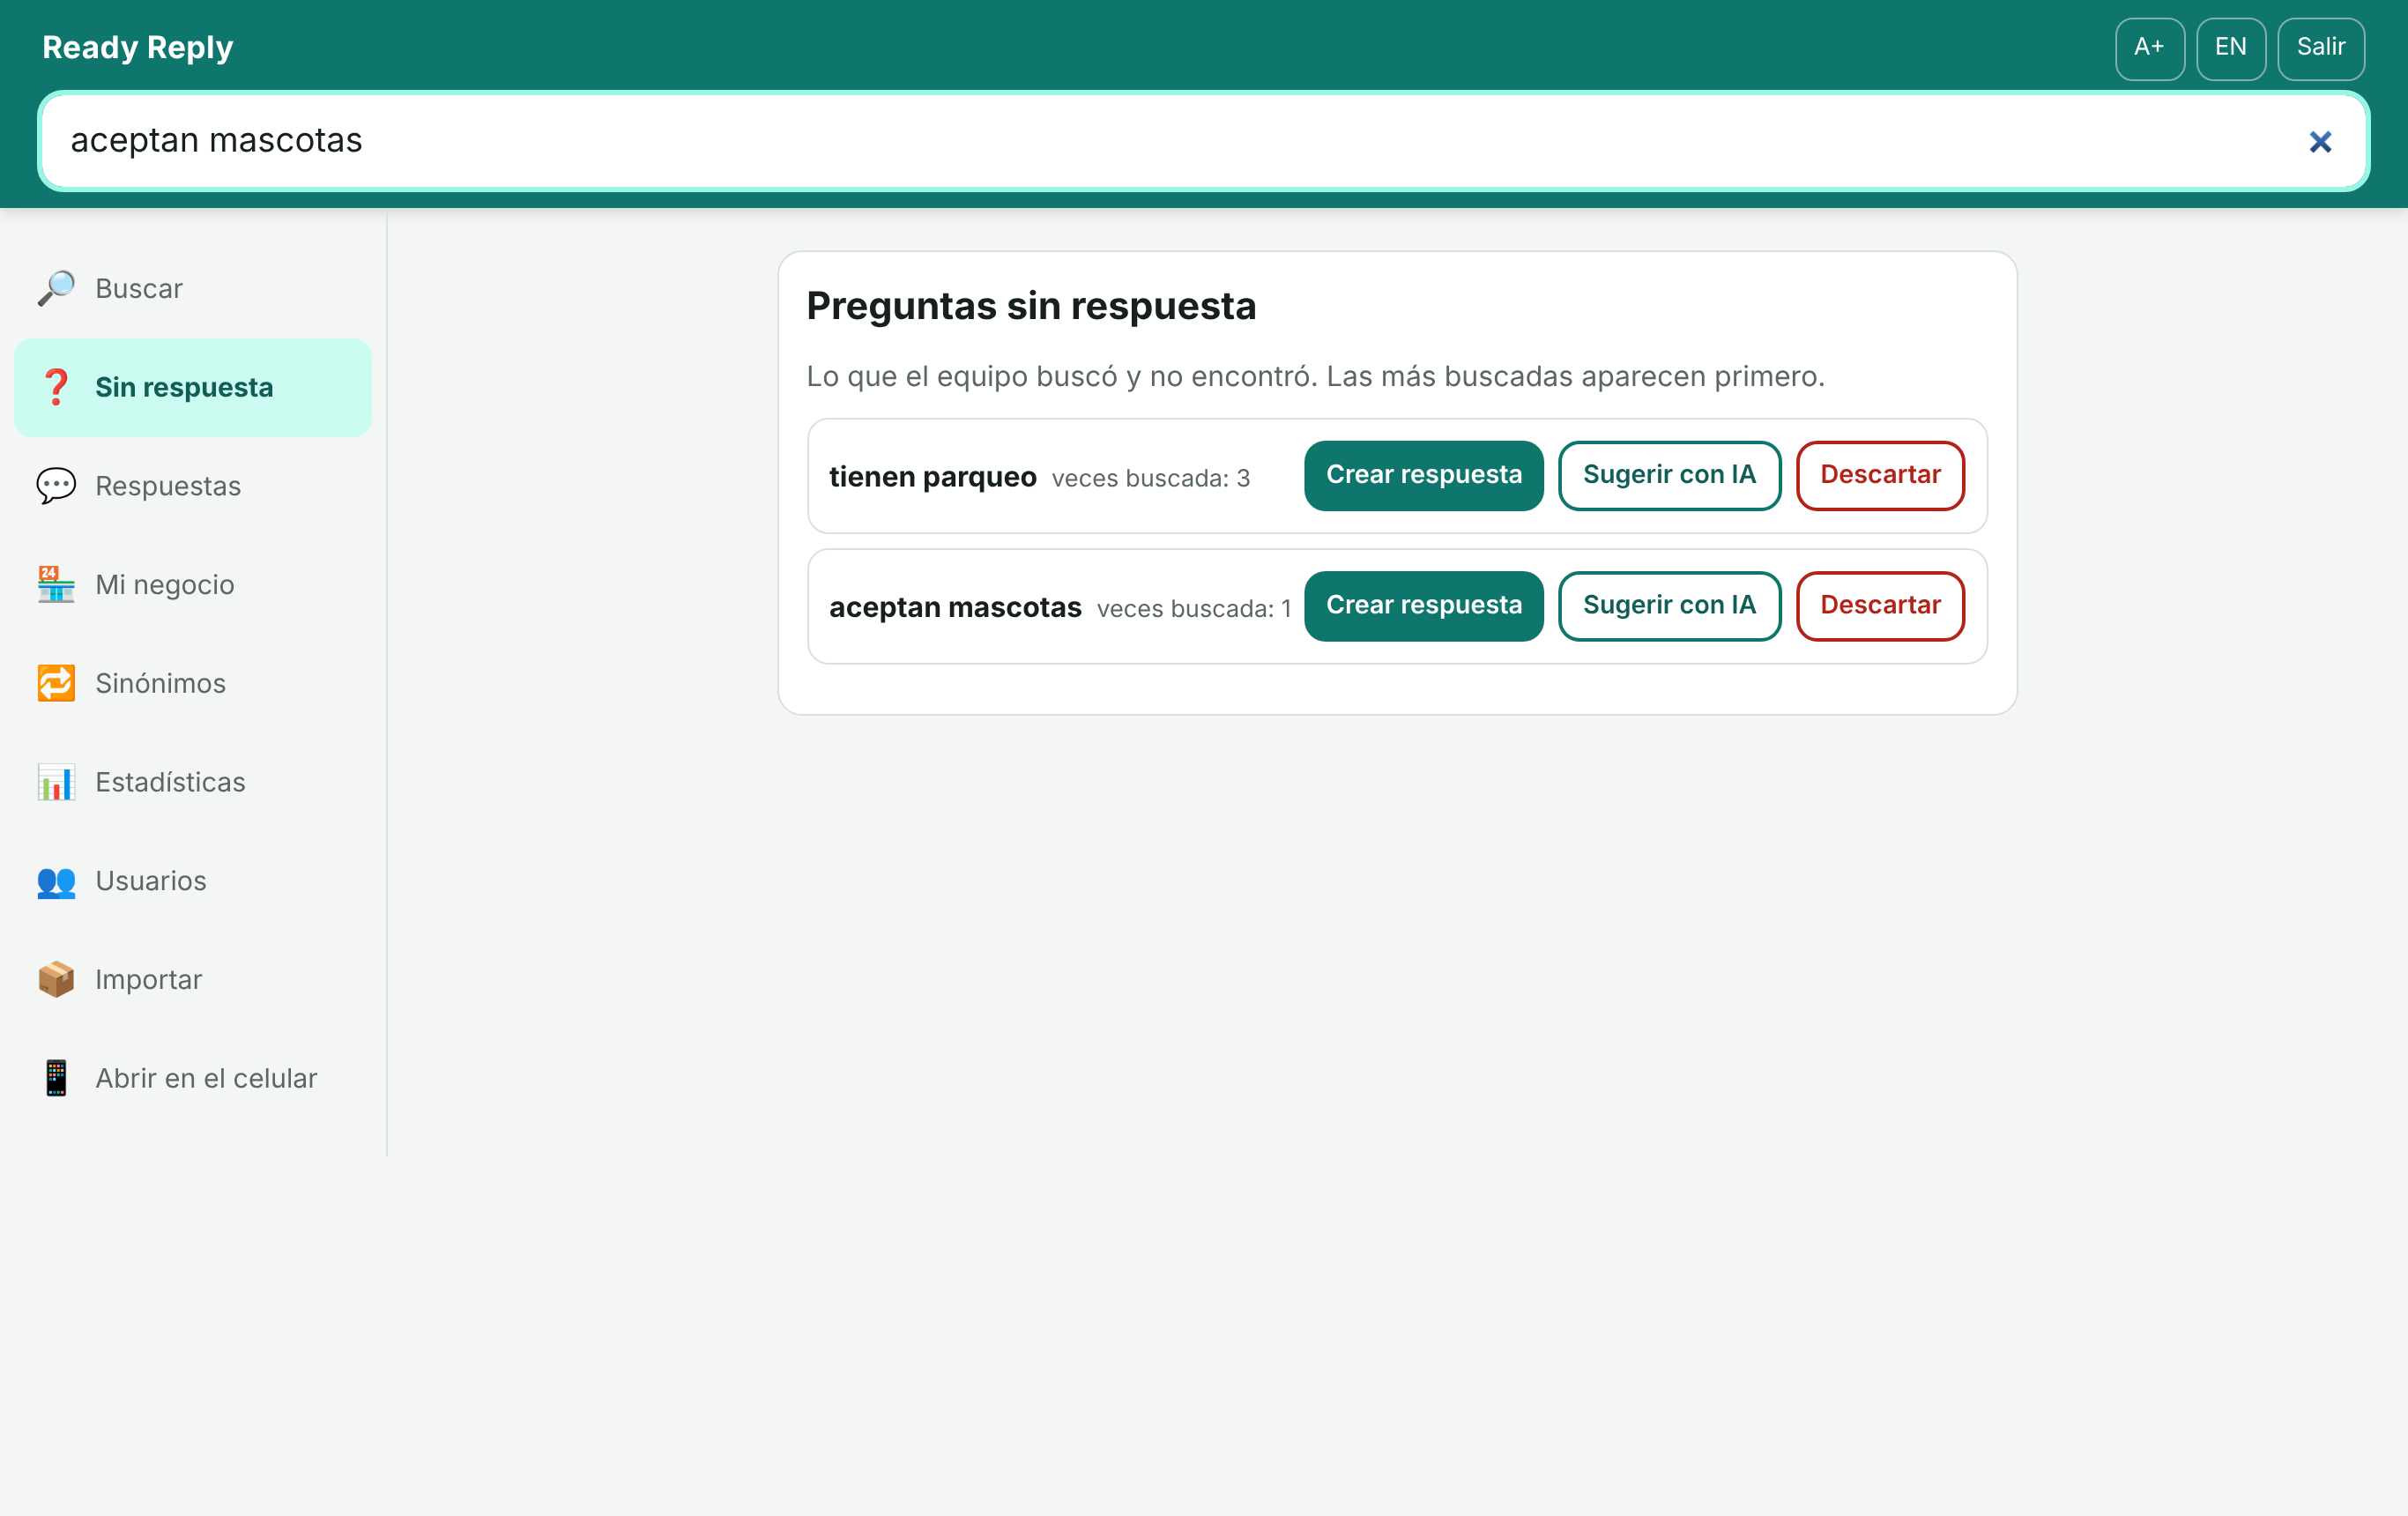 Ready Reply
A+ EN Salir
aceptan mascotas
Buscar
Sin respuesta
Respuestas
Mi negocio
Sinónimos
Estadísticas
Usuarios
Importar
Abrir en el celular
Preguntas sin respuesta
Lo que el equipo buscó y no encontró. Las más buscadas aparecen primero.
tienen parqueo veces buscada: 3 Crear respuesta Sugerir con IA Descartar
aceptan mascotas veces buscada: 1 Crear respuesta Sugerir con IA Descartar